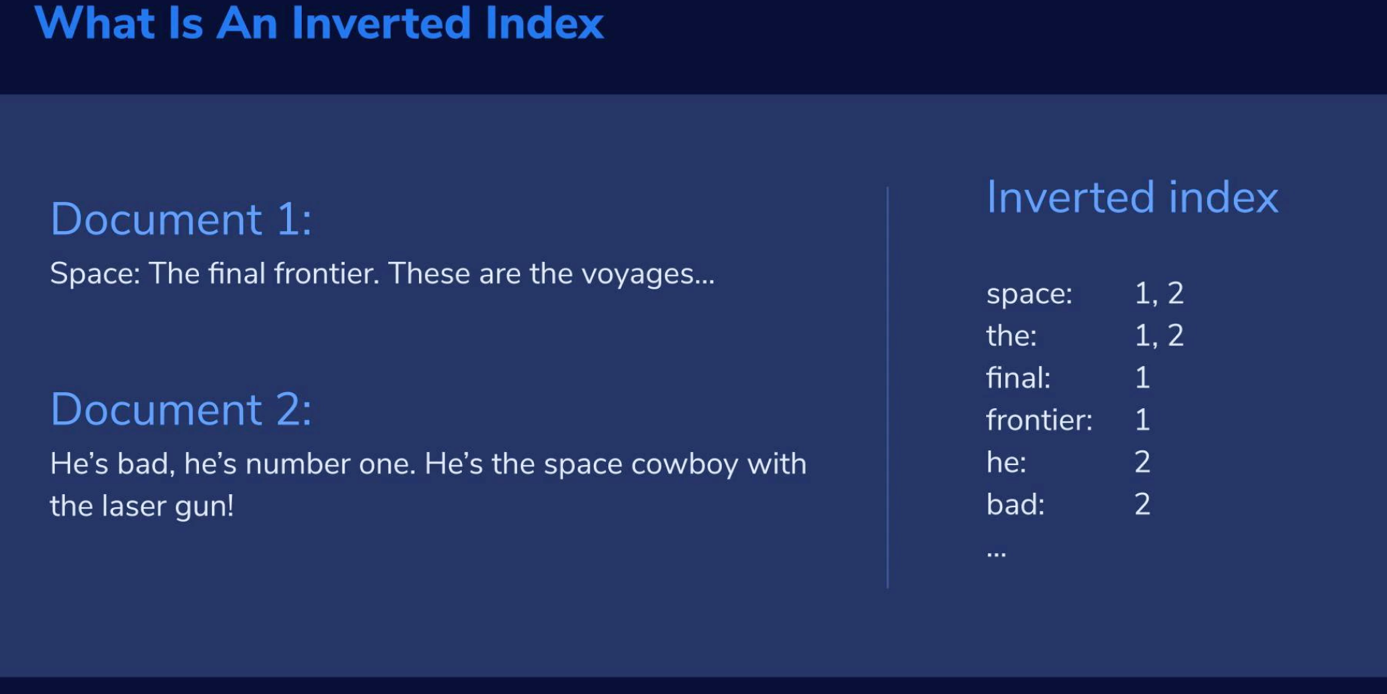 What Is An Inverted Index
Document 1:
Space: The final frontier. These are the voyages...
Document 2:
He’s bad, he’s number one. He’s the space cowboy with
the laser gun!
Inverted index
space: 1, 2
the: 1, 2
final: 1
frontier: 1
he: 2
bad: 2
...